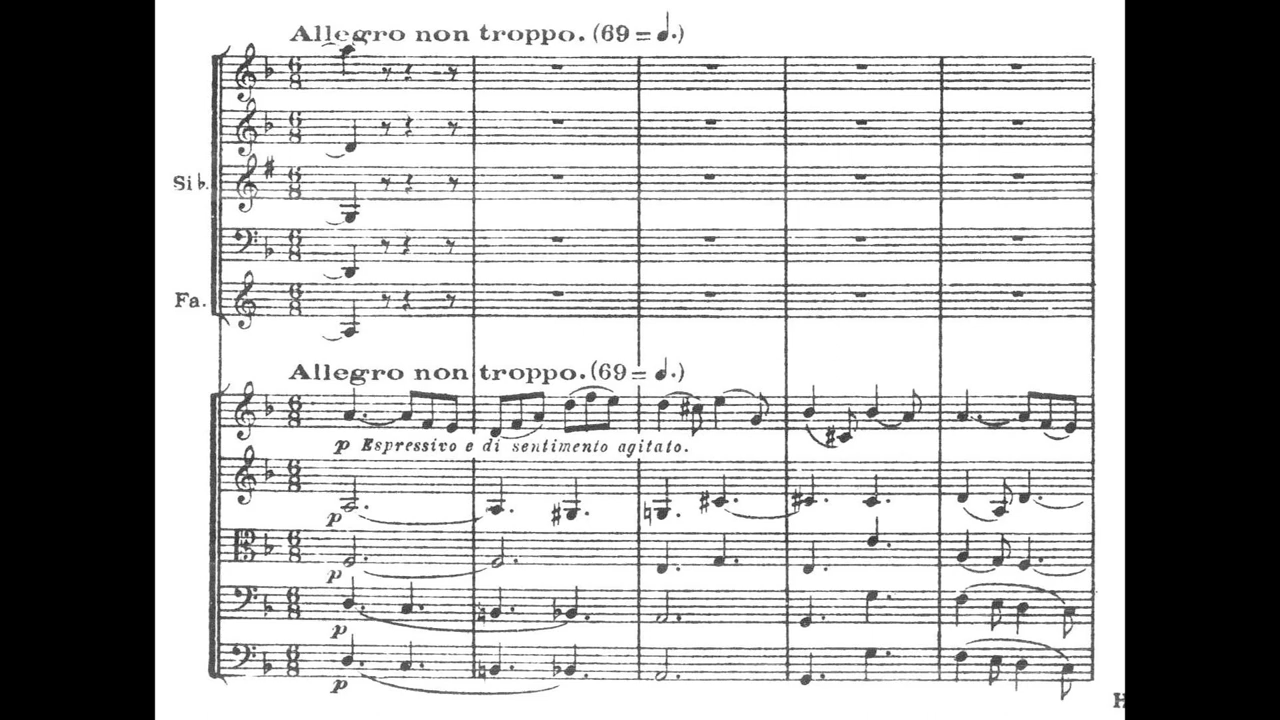 Allegro non troppo. (69 = 𝅘𝅥.)
Si b.
Fa.
Allegro non troppo. (69 = 𝅘𝅥.)
p Espressivo e di sentimento agitato.
p
p
p
p
H